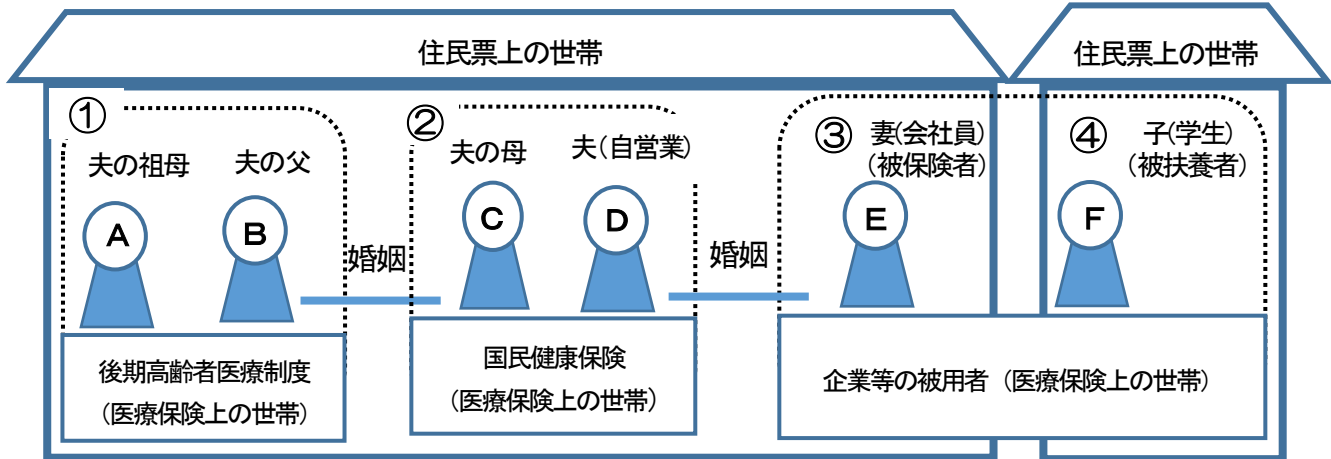 住民票上の世帯
住民票上の世帯
①
夫の祖母
夫の父
A
B
婚姻
後期高齢者医療制度
(医療保険上の世帯)
②
夫の母
夫(自営業)
C
D
婚姻
国民健康保険
(医療保険上の世帯)
③
妻(会社員)
(被保険者)
E
④
子(学生)
(被扶養者)
F
企業等の被用者(医療保険上の世帯)